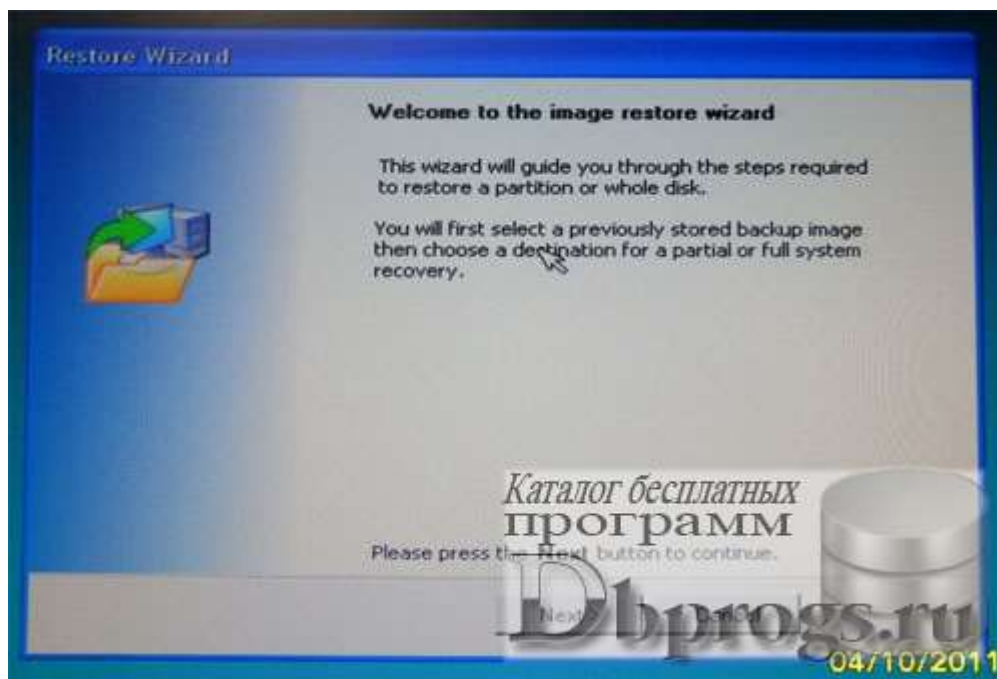 Restore Wizard
Welcome to the image restore wizard
This wizard will guide you through the steps required
to restore a partition or whole disk.
You will first select a previously stored backup image
then choose a destination for a partial or full system
recovery.
Каталог бесплатных
программ
Please press the Next button to continue.
Next > Cancel
Dbprogs.ru
04/10/2011